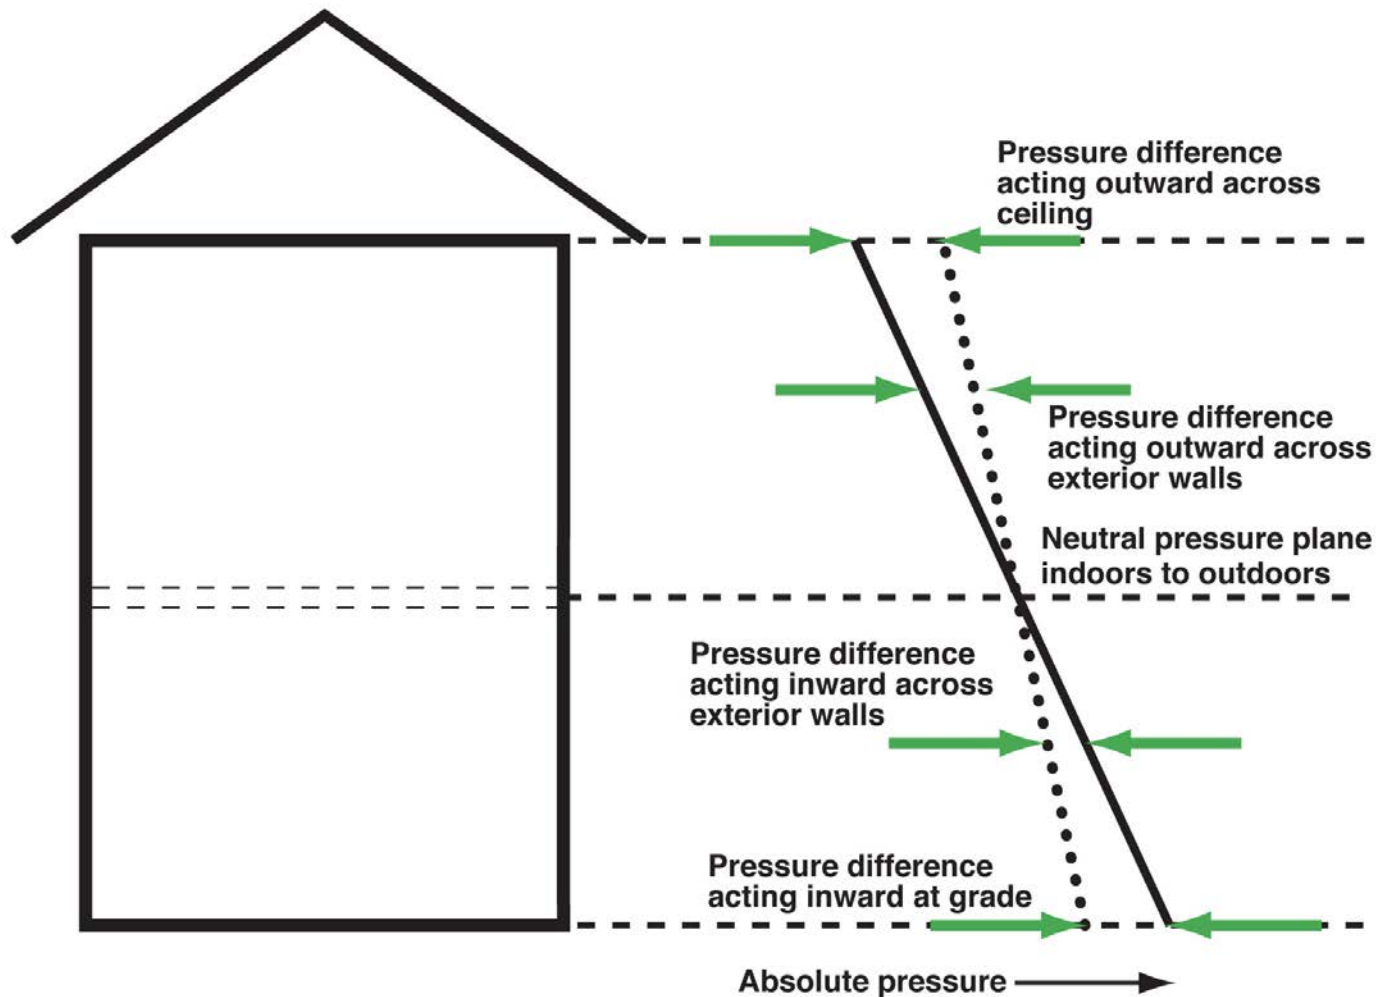 Pressure difference
acting outward across
ceiling
Pressure difference
acting outward across
exterior walls
Neutral pressure plane
indoors to outdoors
Pressure difference
acting inward across
exterior walls
Pressure difference
acting inward at grade
Absolute pressure